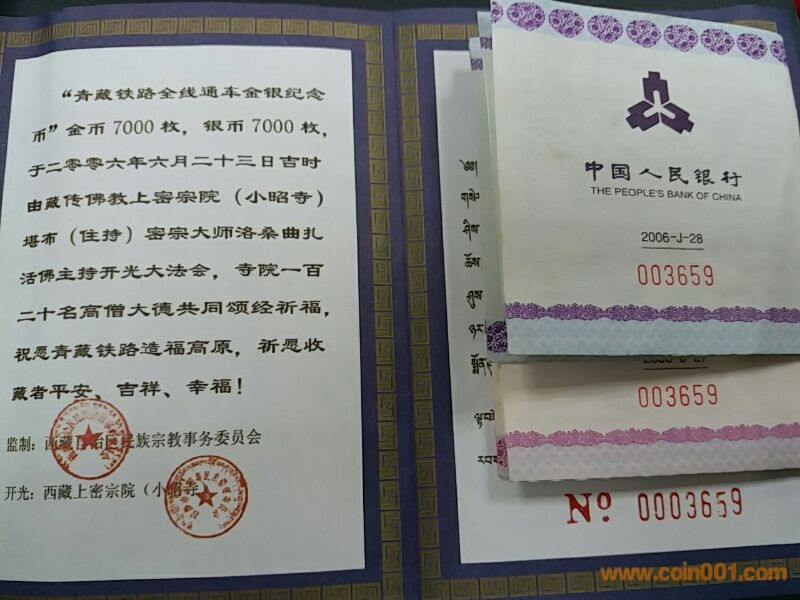 “青藏铁路全线通车金银纪念
币”金币7000枚，银币7000枚，
于二零零六年六月二十三日吉时
由藏传佛教上密宗院（小昭寺）
堪布（住持）密宗大师洛桑曲扎
活佛主持开光大法会，寺院一百
二十名高僧大德共同颂经祈福，
祝愿青藏铁路造福高原，祈愿收
藏者平安、吉祥、幸福！
监制：西藏自治区民族宗教事务委员会
开光：西藏上密宗院（小昭寺
中国人民银行
THE PEOPLE'S BANK OF CHINA
2006-J-28
003659
003659
Nº 0003659
www.coin001.com